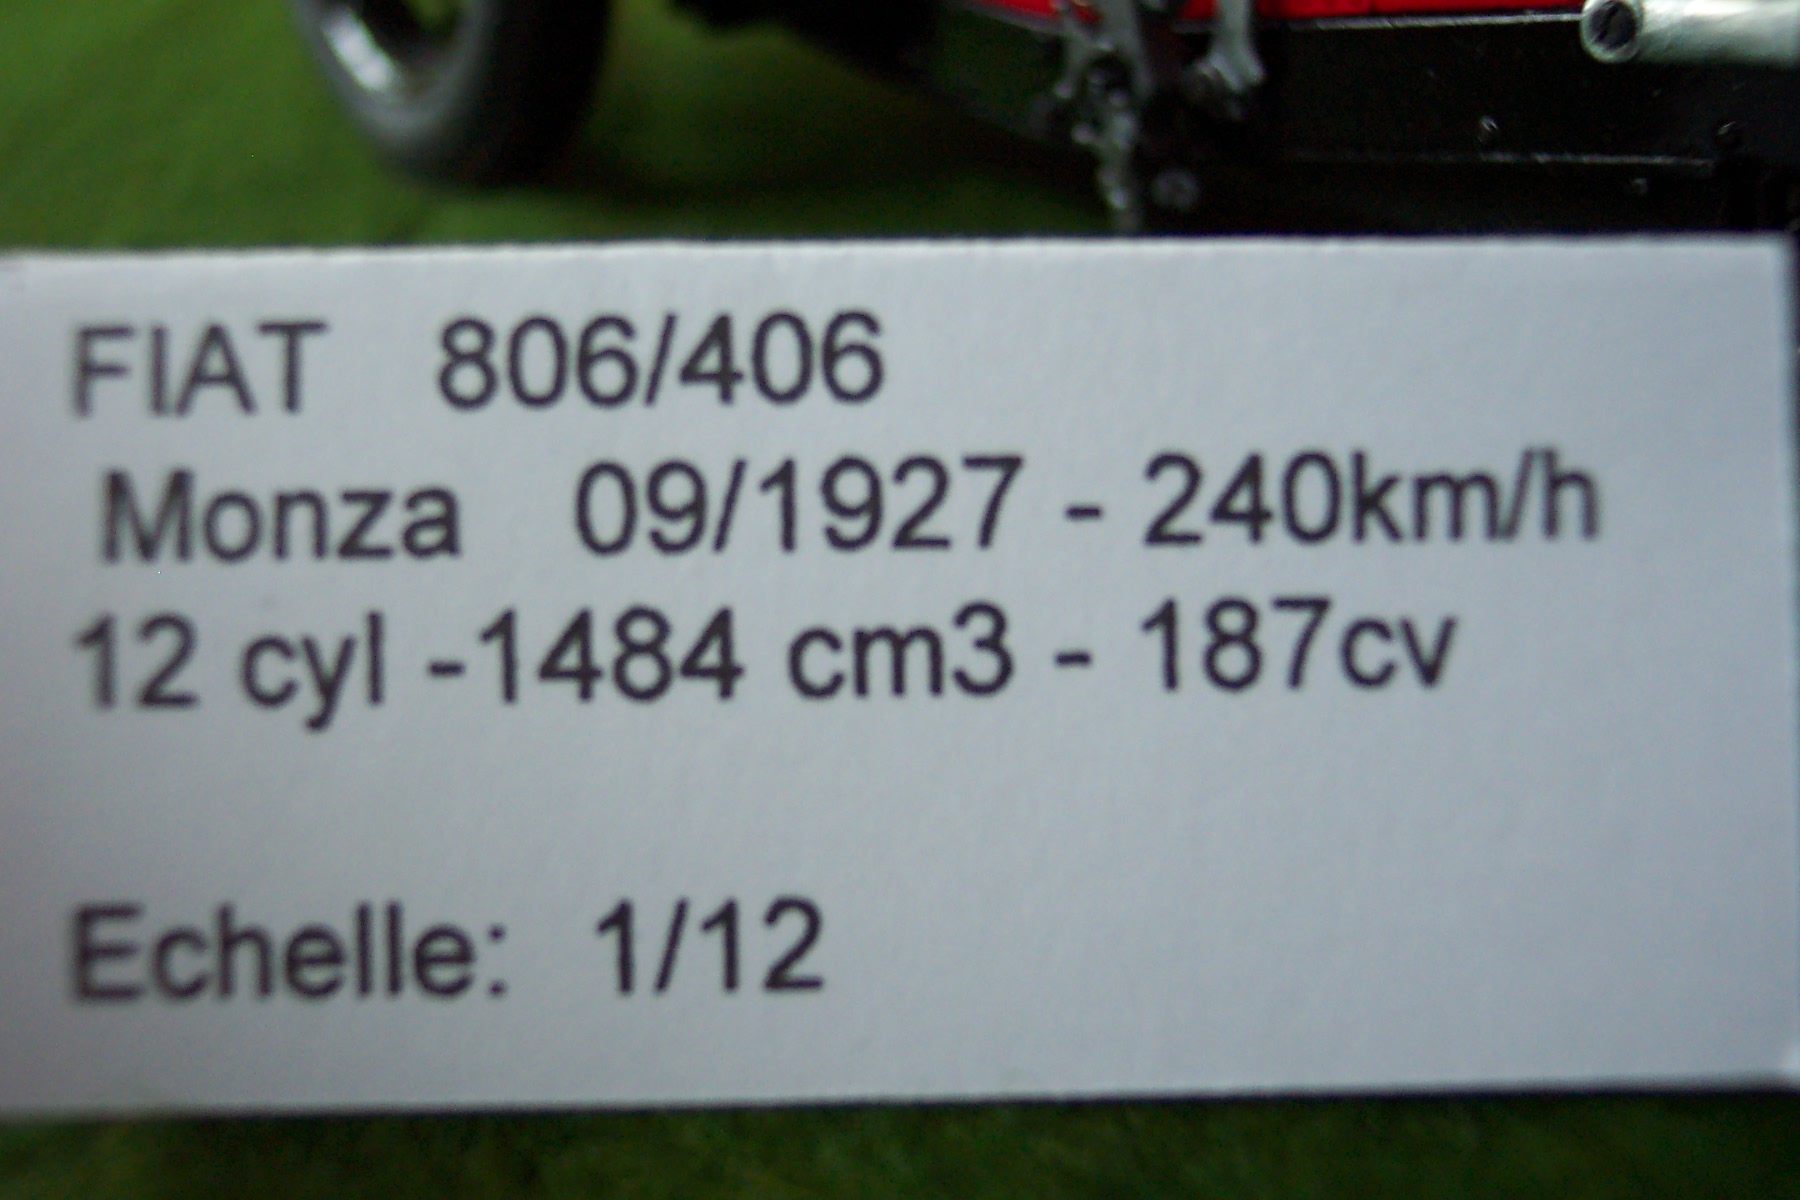 FIAT 806/406
Monza 09/1927 - 240km/h
12 cyl -1484 cm3 - 187cv
Echelle: 1/12